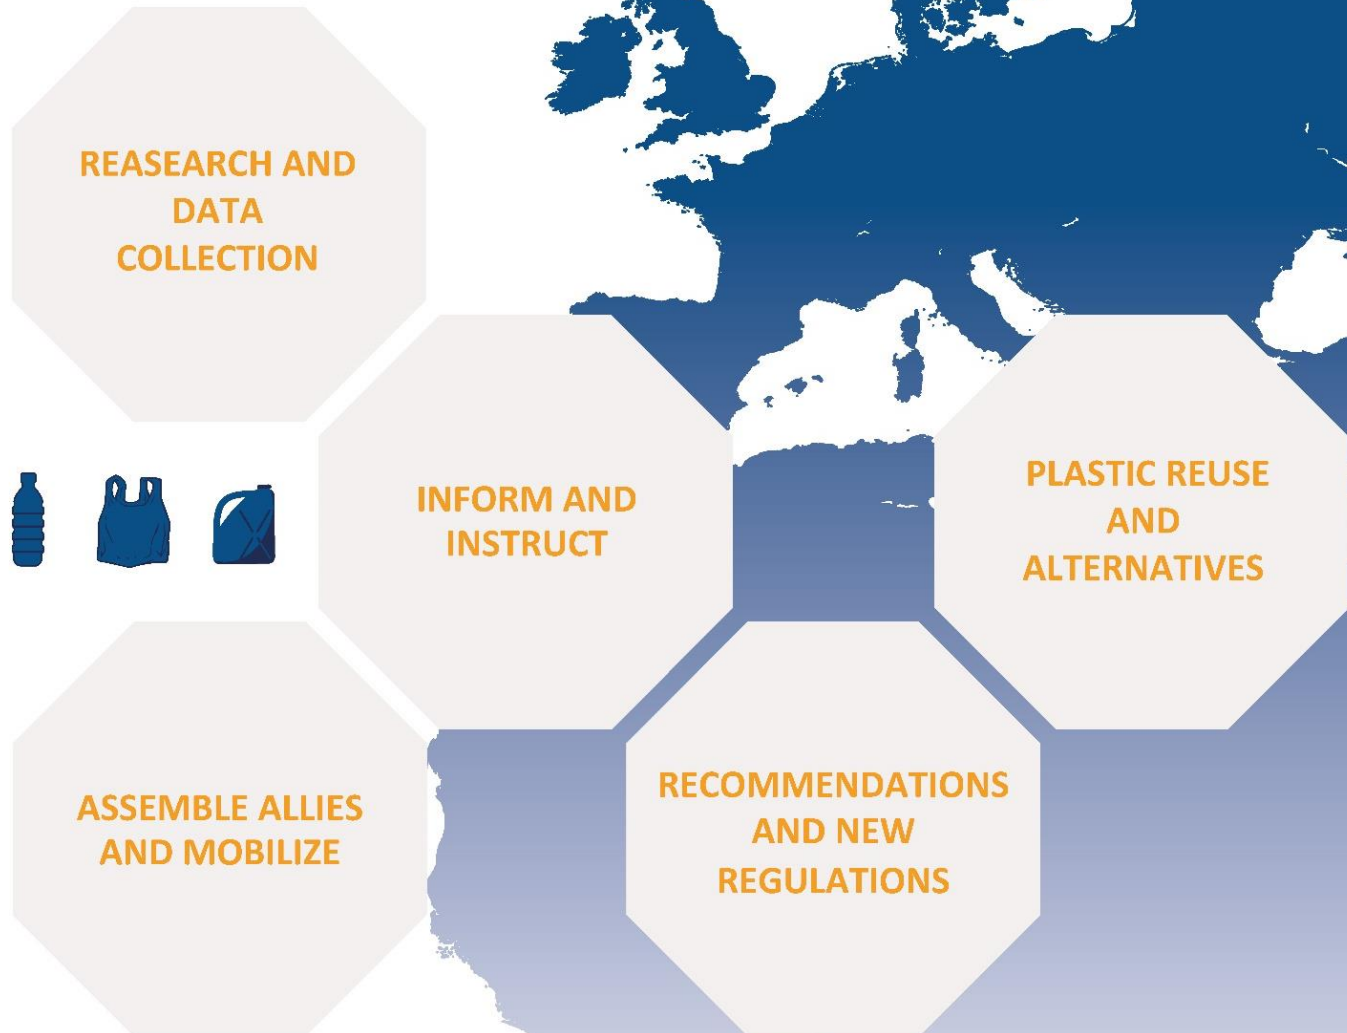 REASEARCH AND
DATA
COLLECTION
INFORM AND
INSTRUCT
PLASTIC REUSE
AND
ALTERNATIVES
ASSEMBLE ALLIES
AND MOBILIZE
RECOMMENDATIONS
AND NEW
REGULATIONS